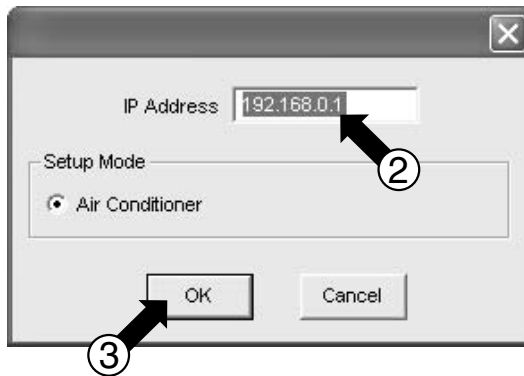 IP Address 192.168.0.1
②
Setup Mode
Air Conditioner
OK Cancel
③